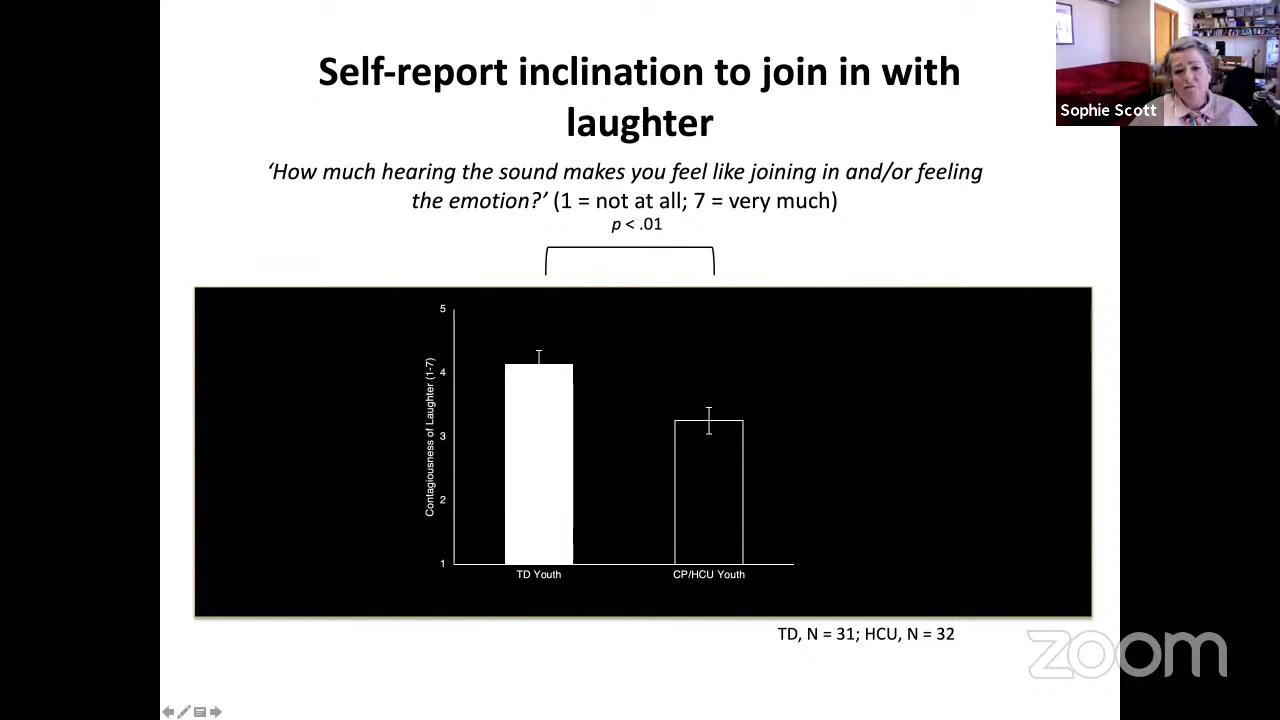 Self-report inclination to join in with
laughter
‘How much hearing the sound makes you feel like joining in and/or feeling
the emotion?’ (1 = not at all; 7 = very much)
p < .01
Sophie Scott
Contagiousness of Laughter (1-7)
5
4
3
2
1
TD Youth
CP/HCU Youth
TD, N = 31; HCU, N = 32
zoom